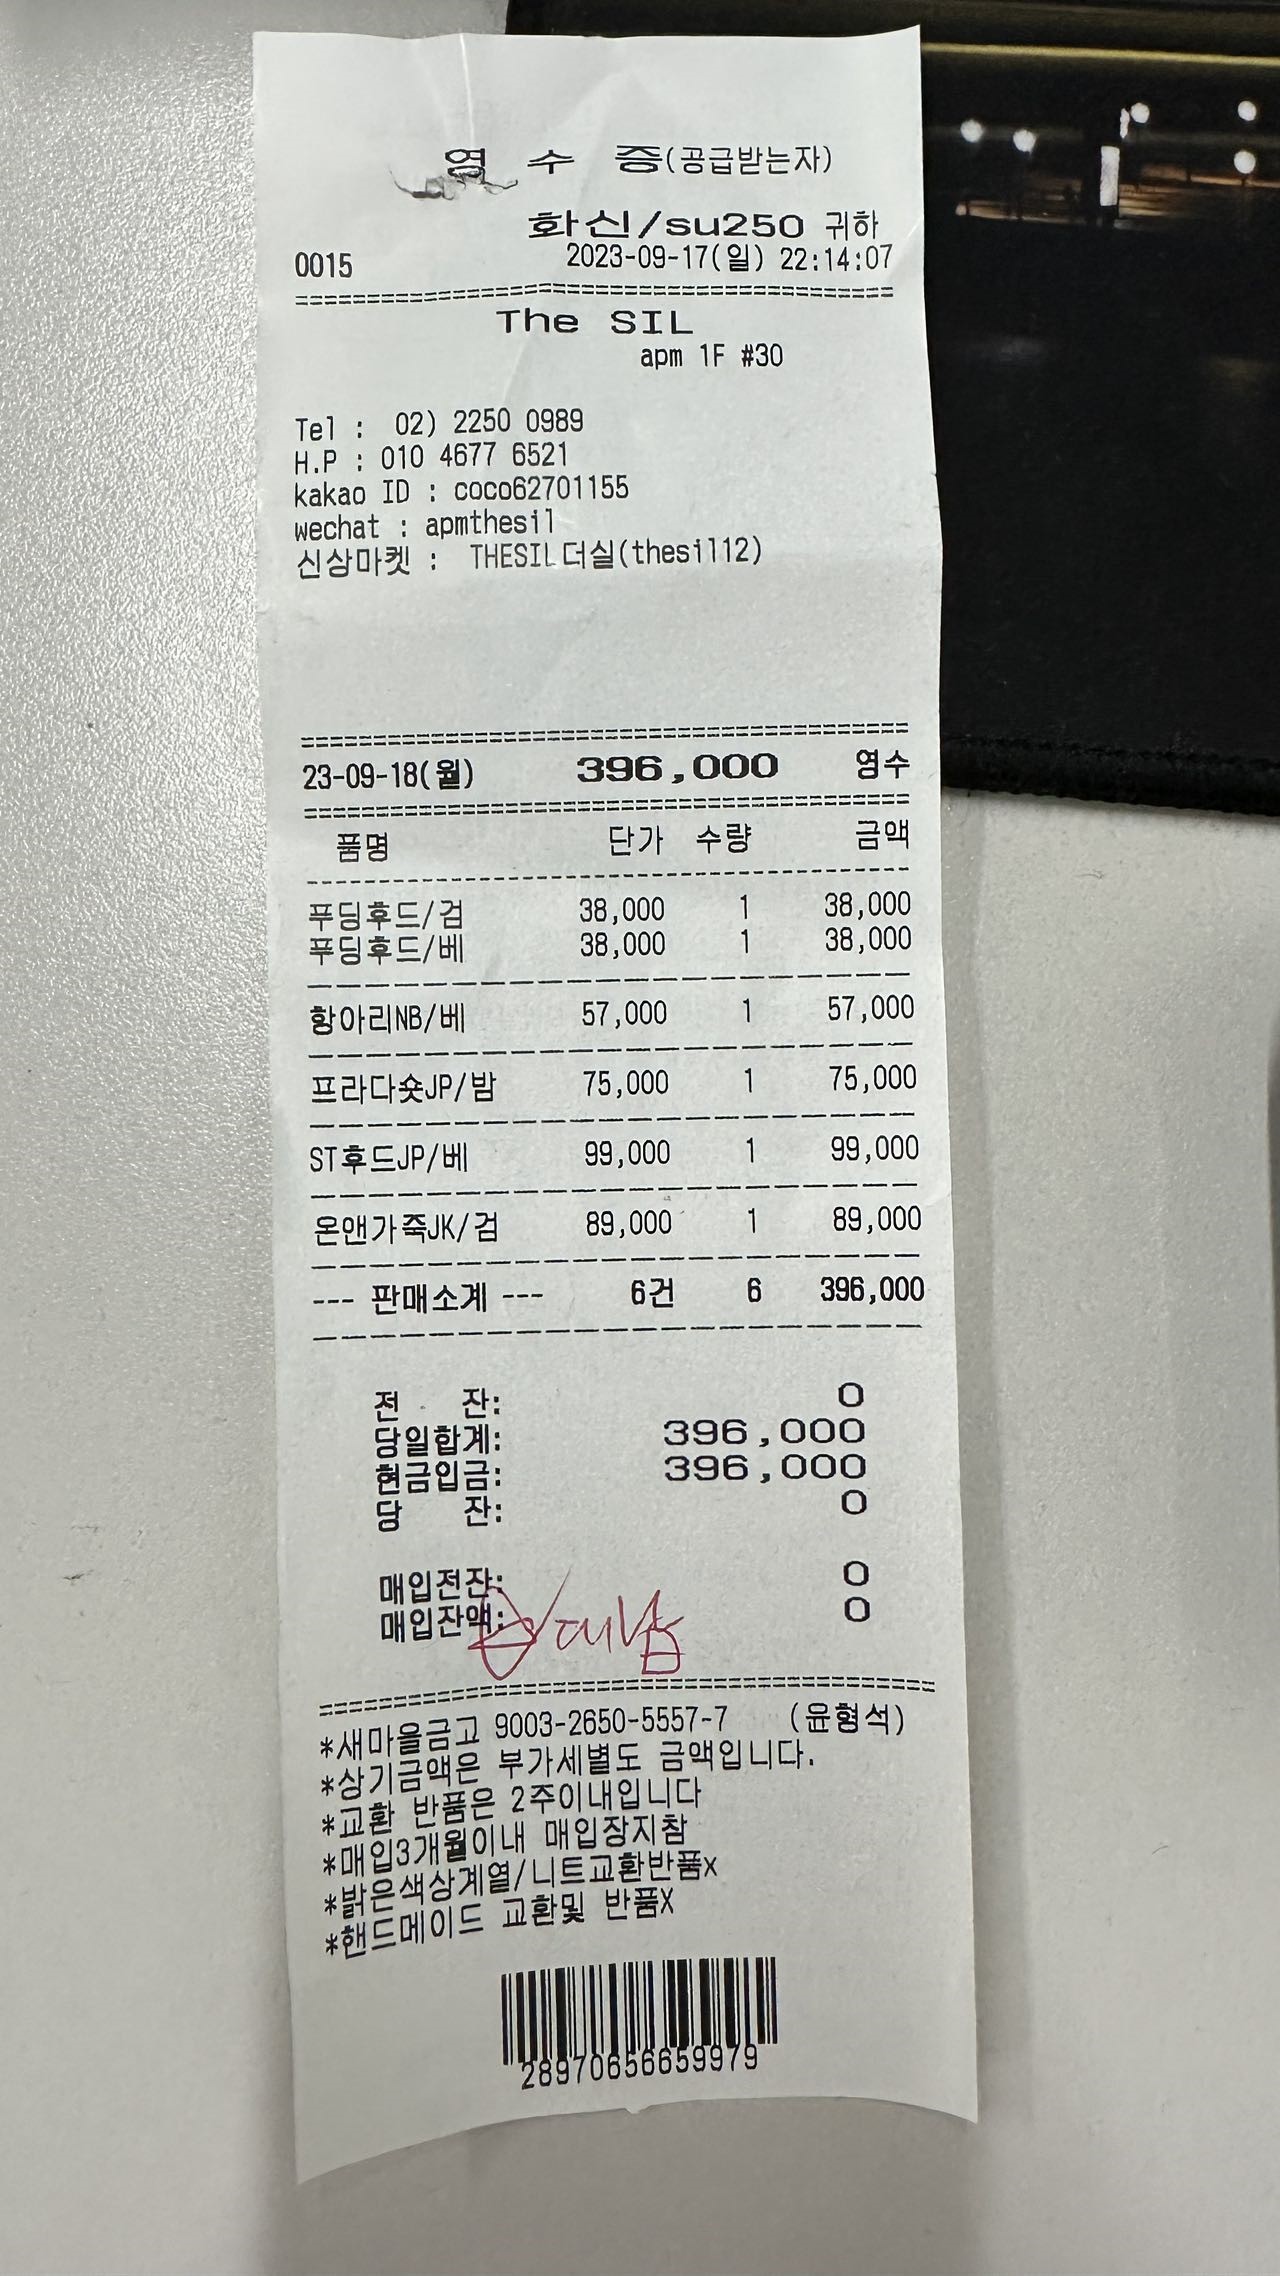 영 수 증(공급받는자)
화신/su250 귀하
0015 2023-09-17(일) 22:14:07
The SIL
apm 1F #30
Tel : 02) 2250 0989
H.P : 010 4677 6521
kakao ID : coco62701155
wechat : apmthesil
신상마켓 : THESIL더실(thesil12)
23-09-18(월) 396,000 영수
품명 단가 수량 금액
푸딩후드/검 38,000 1 38,000
푸딩후드/베 38,000 1 38,000
항아리NB/베 57,000 1 57,000
프라다숏JP/밤 75,000 1 75,000
ST후드JP/베 99,000 1 99,000
온앤가죽JK/검 89,000 1 89,000
--- 판매소계 --- 6건 6 396,000
전 잔: 0
당일합계: 396,000
현금입금: 396,000
당 잔: 0
매입전잔: 0
매입잔액: 0
*새마을금고 9003-2650-5557-7 (윤형석)
*상기금액은 부가세별도 금액입니다.
*교환 반품은 2주이내입니다
*매입3개월이내 매입장지참
*밝은색상계열/니트교환반품x
*핸드메이드 교환및 반품X
28970656659979